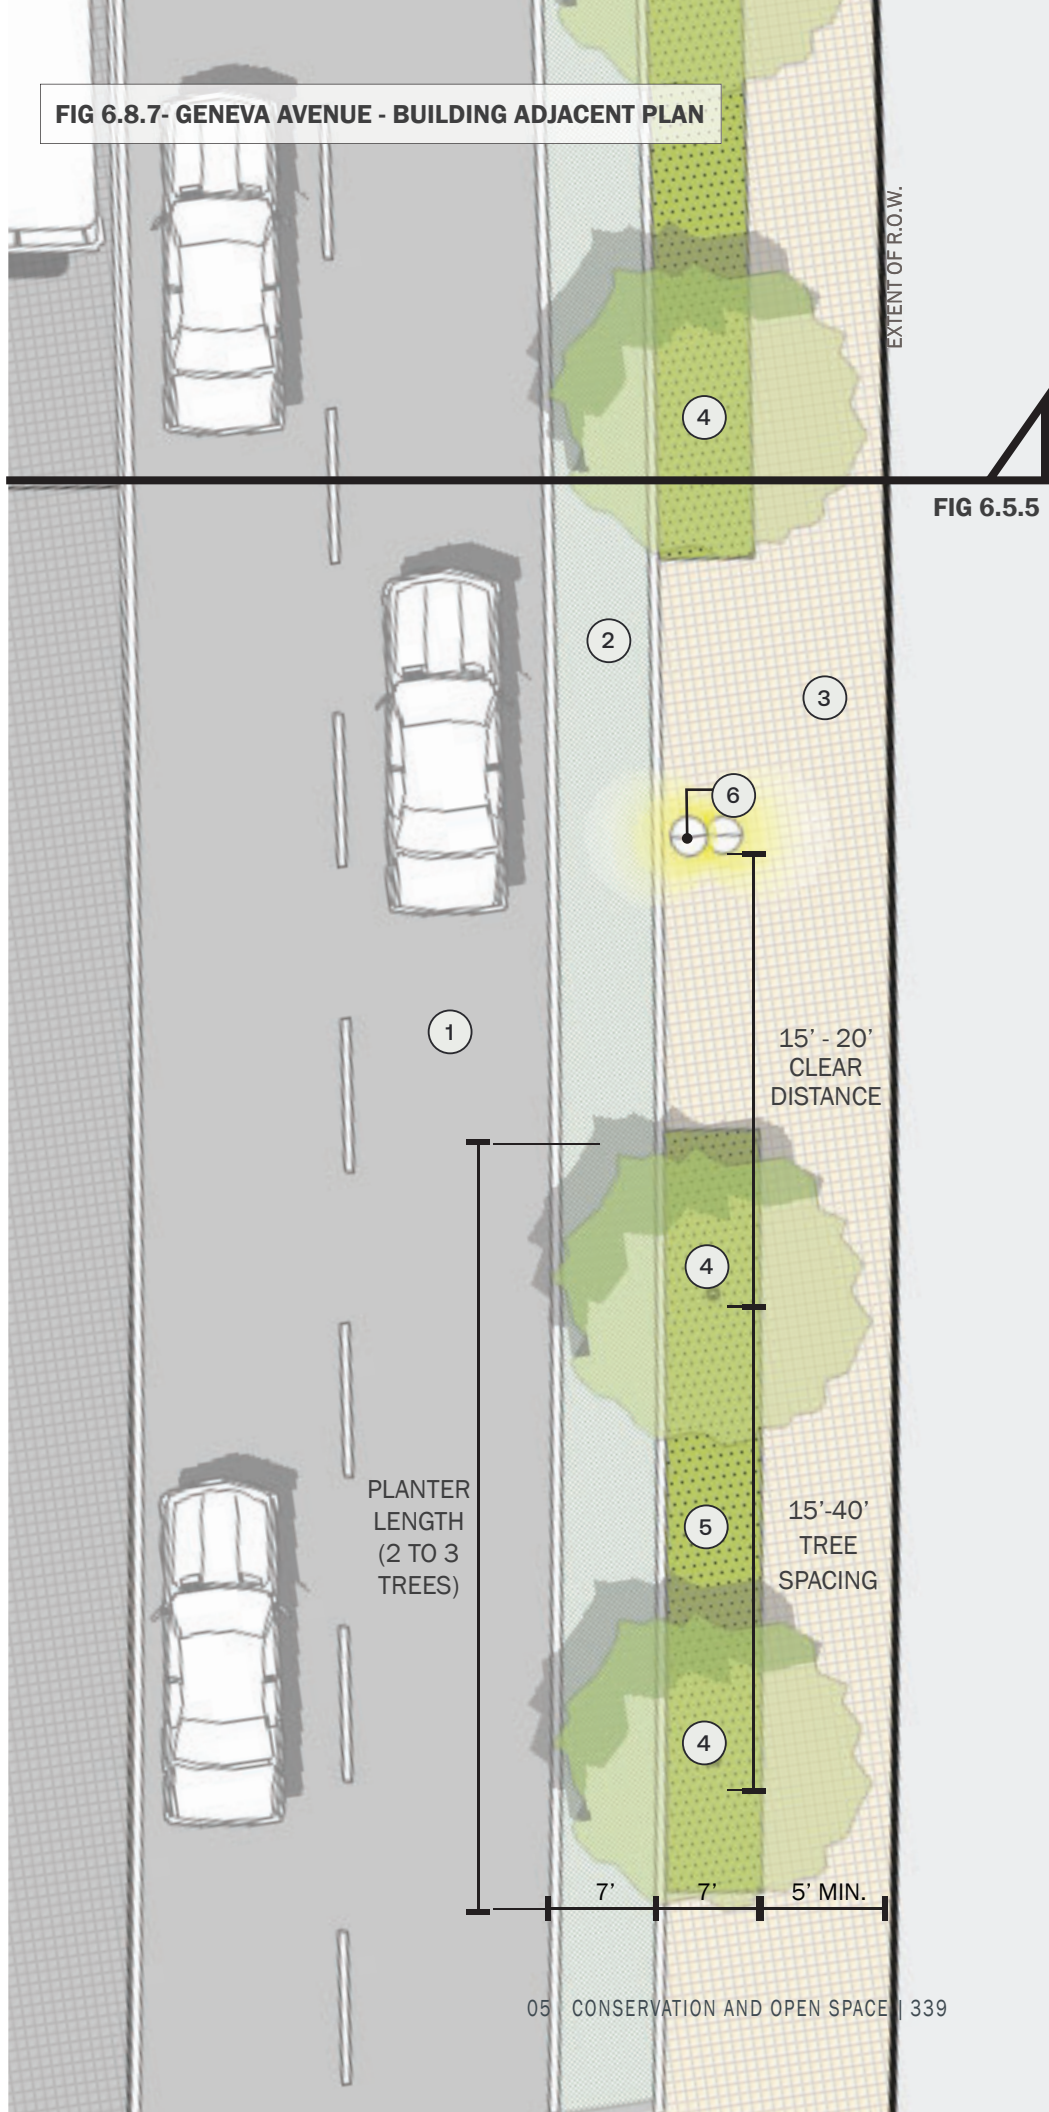 FIG 6.8.7- GENEVA AVENUE - BUILDING ADJACENT PLAN
EXTENT OF R.O.W.
4
FIG 6.5.5
2
3
6
1
15’ - 20’
CLEAR
DISTANCE
4
PLANTER
LENGTH
(2 TO 3
TREES)
5
15’-40’
TREE
SPACING
4
7’ 7’ 5’ MIN.
05 CONSERVATION AND OPEN SPACE | 339